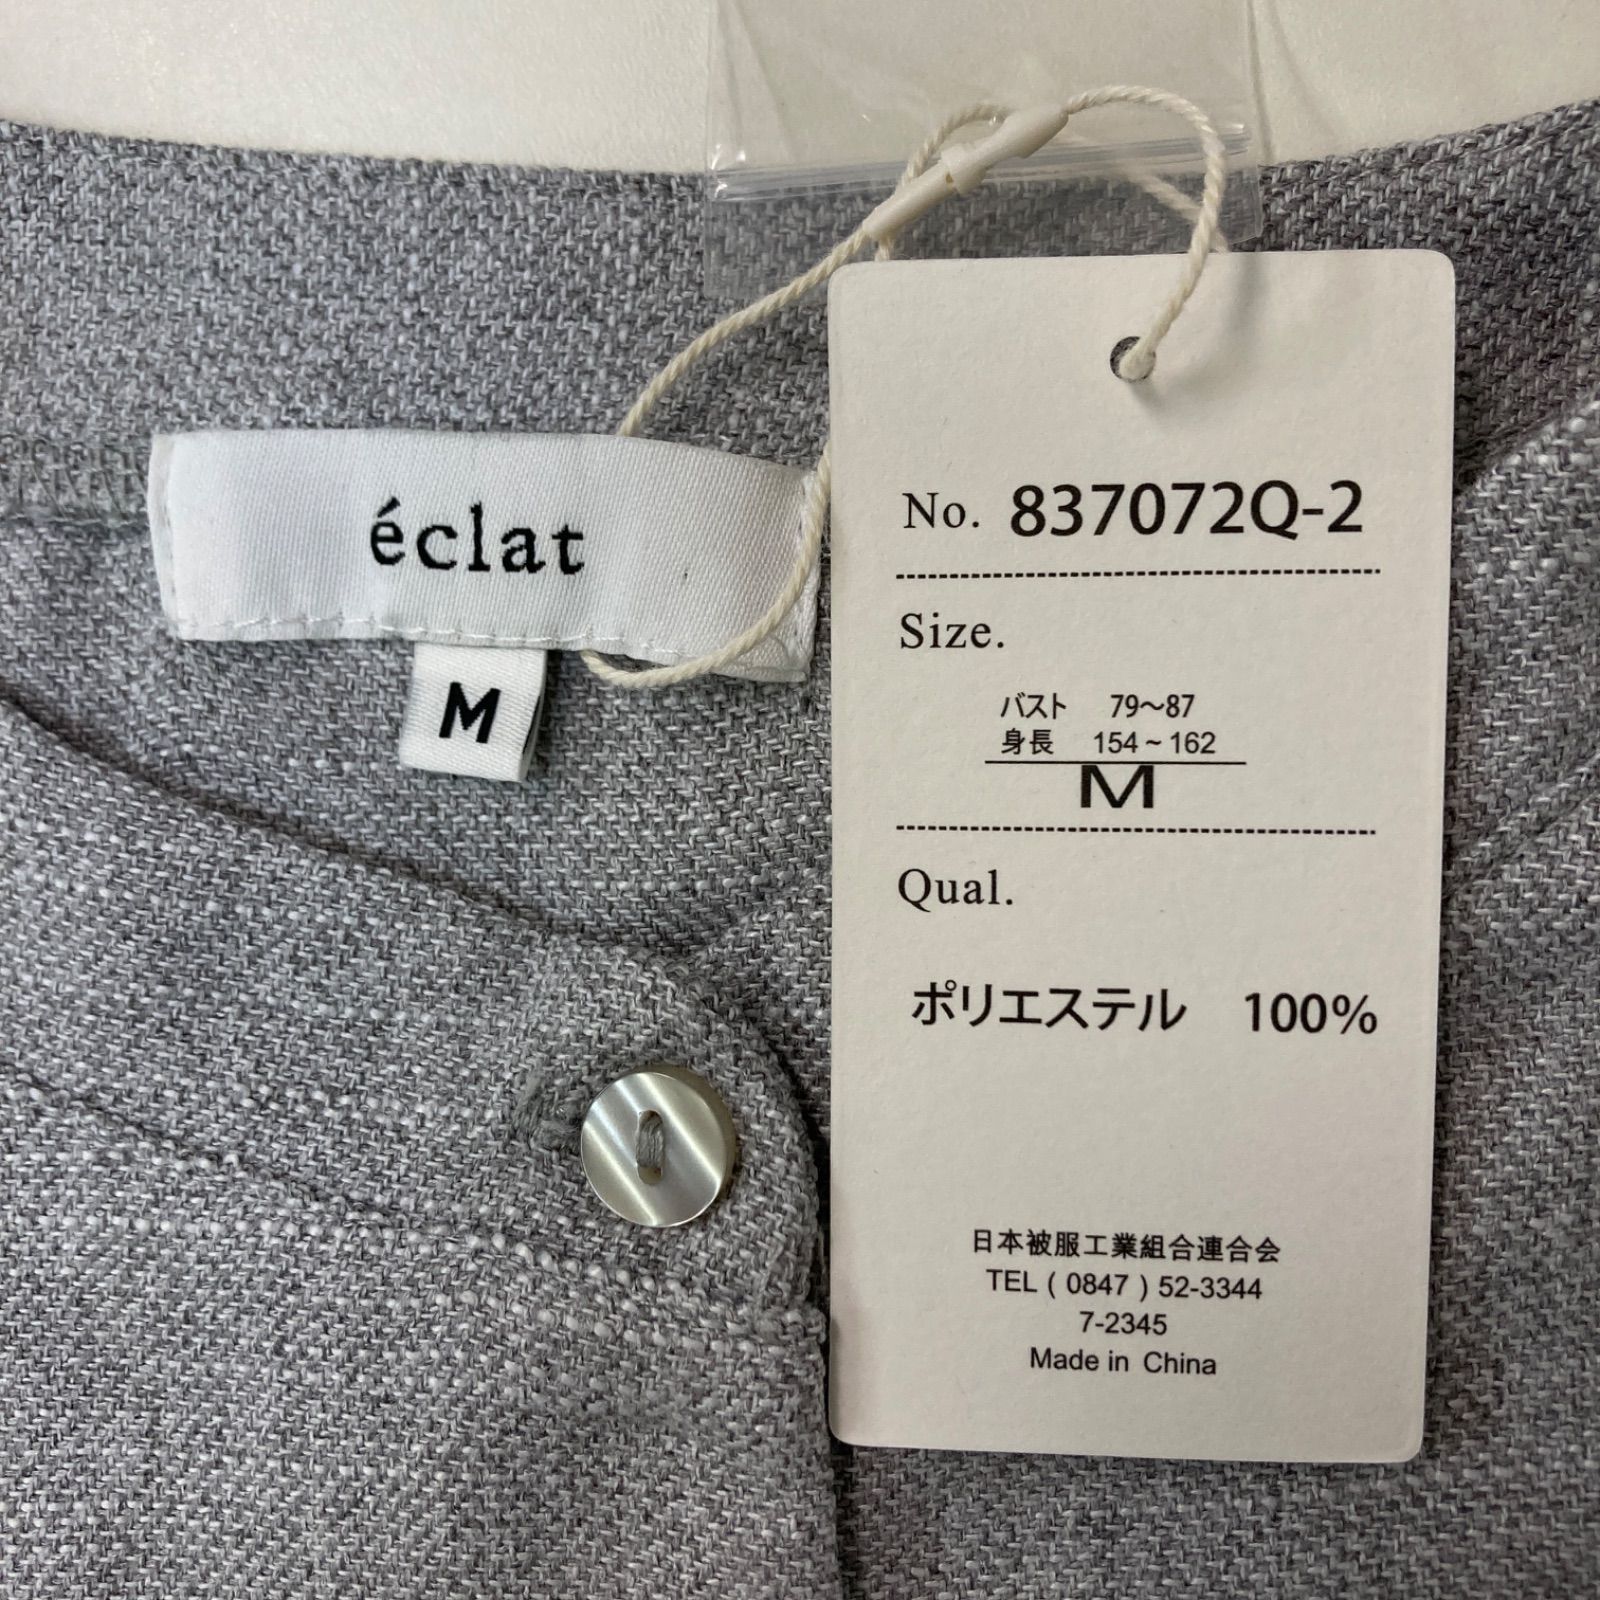 éclat
M
No. 837072Q-2
Size.
バスト 79～87
身長 154～162
M
Qual.
ポリエステル 100%
日本被服工業組合連合会
TEL ( 0847 ) 52-3344
7-2345
Made in China